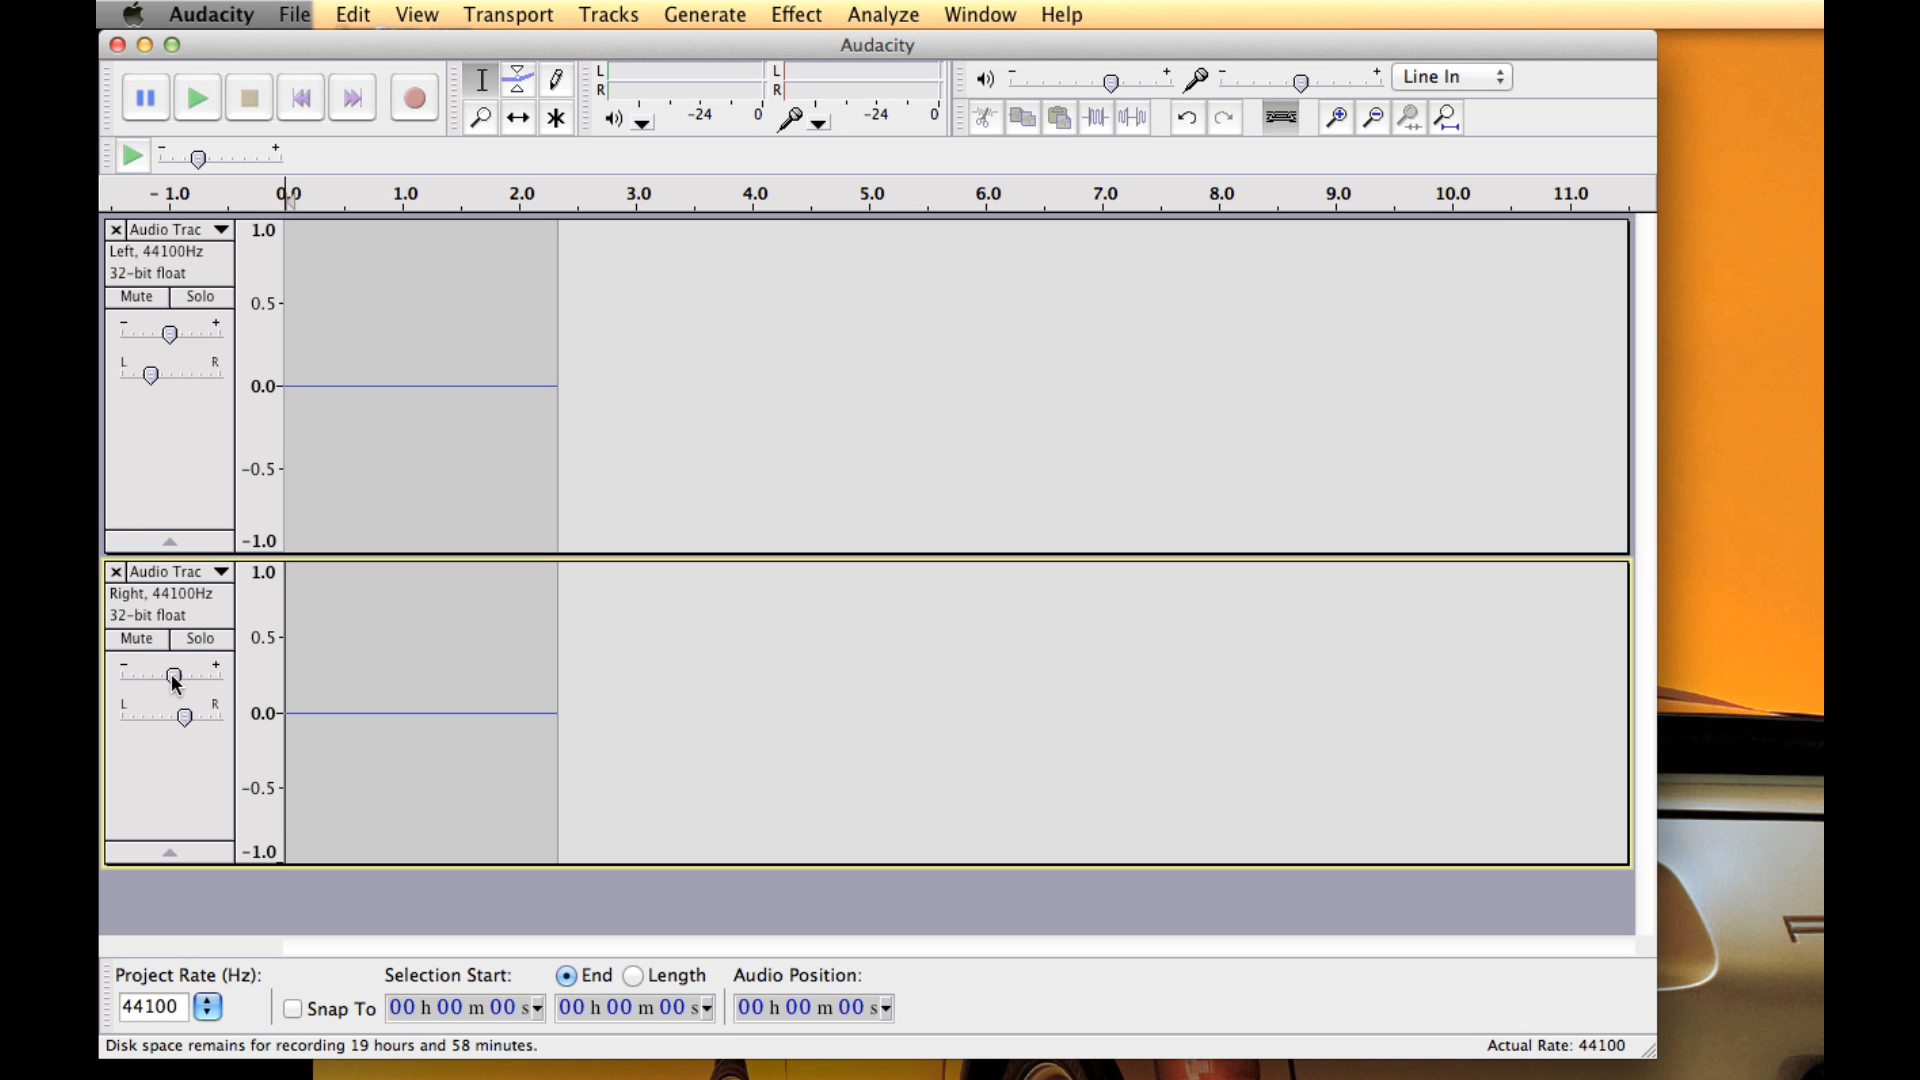 Audacity File Edit View Transport Tracks Generate Effect Analyze Window Help
Audacity
L
R
-24 0
L
R
-24 0
- +
- +
Line In
- +
- 1.0 0.0 1.0 2.0 3.0 4.0 5.0 6.0 7.0 8.0 9.0 10.0 11.0
x Audio Trac
Left, 44100Hz
32-bit float
Mute Solo
- +
L R
1.0
0.5
0.0
-0.5
-1.0
x Audio Trac
Right, 44100Hz
32-bit float
Mute Solo
- +
L R
1.0
0.5
0.0
-0.5
-1.0
Project Rate (Hz): Selection Start: End Length Audio Position:
44100 Snap To 00 h 00 m 00 s 00 h 00 m 00 s 00 h 00 m 00 s
Disk space remains for recording 19 hours and 58 minutes. Actual Rate: 44100